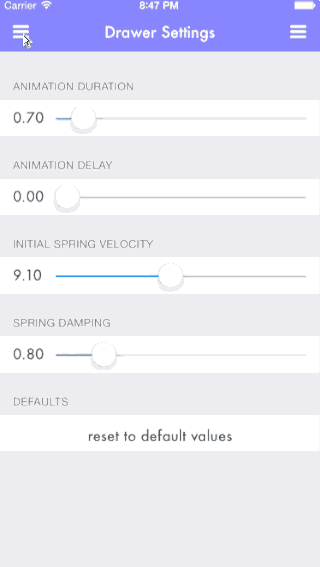 Carrier 8:47 PM
Drawer Settings
ANIMATION DURATION
0.70
ANIMATION DELAY
0.00
INITIAL SPRING VELOCITY
9.10
SPRING DAMPING
0.80
DEFAULTS
reset to default values